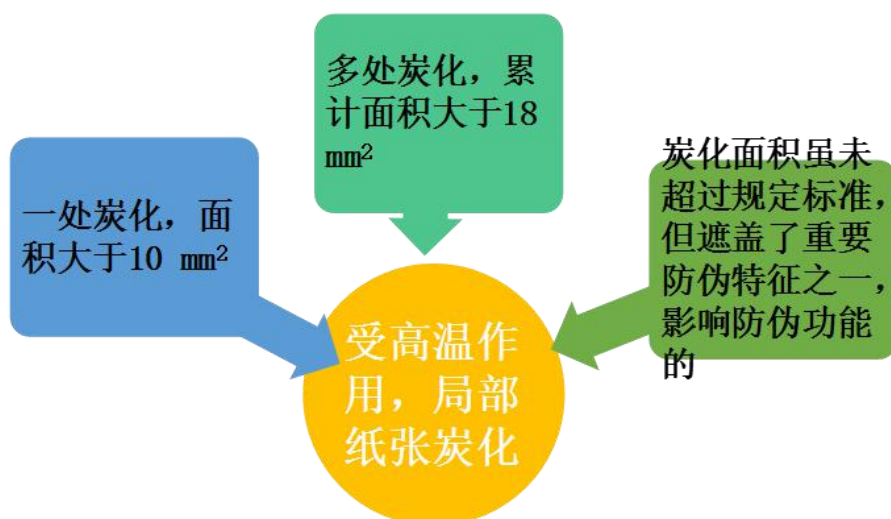 一处炭化，面
积大于10 mm²
多处炭化，累
计面积大于18
mm²
炭化面积虽未
超过规定标准，
但遮盖了重要
防伪特征之一，
影响防伪功能
的
受高温作
用，局部
纸张炭化